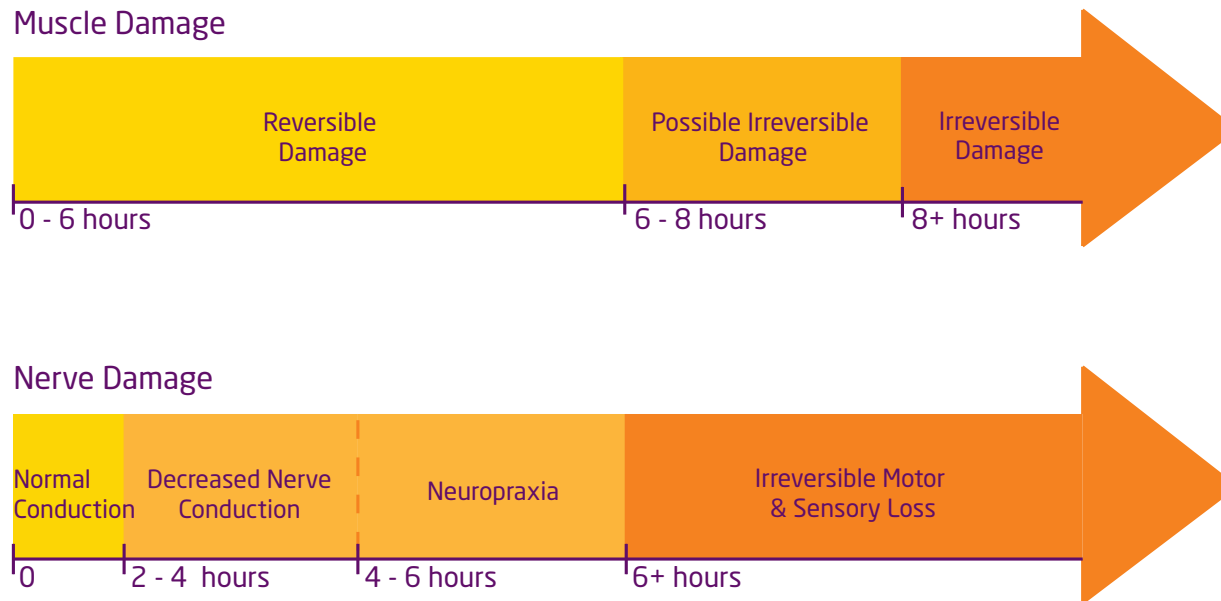 Muscle Damage
Reversible
Damage
Possible Irreversible
Damage
Irreversible
Damage
0 - 6 hours
6 - 8 hours
8+ hours
Nerve Damage
Normal
Conduction
Decreased Nerve
Conduction
Neuropraxia
Irreversible Motor
& Sensory Loss
0
2 - 4 hours
4 - 6 hours
6+ hours